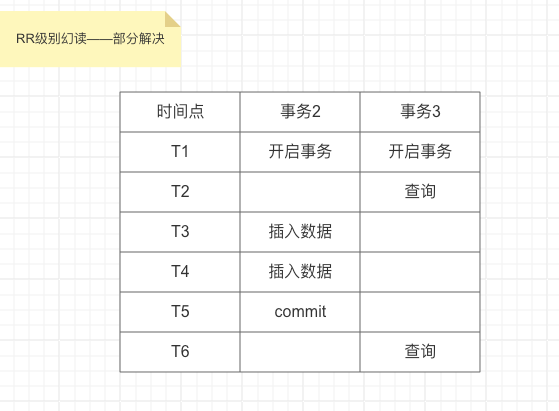 RR级别幻读——部分解决
时间点 事务2 事务3
T1 开启事务 开启事务
T2 查询
T3 插入数据
T4 插入数据
T5 commit
T6 查询